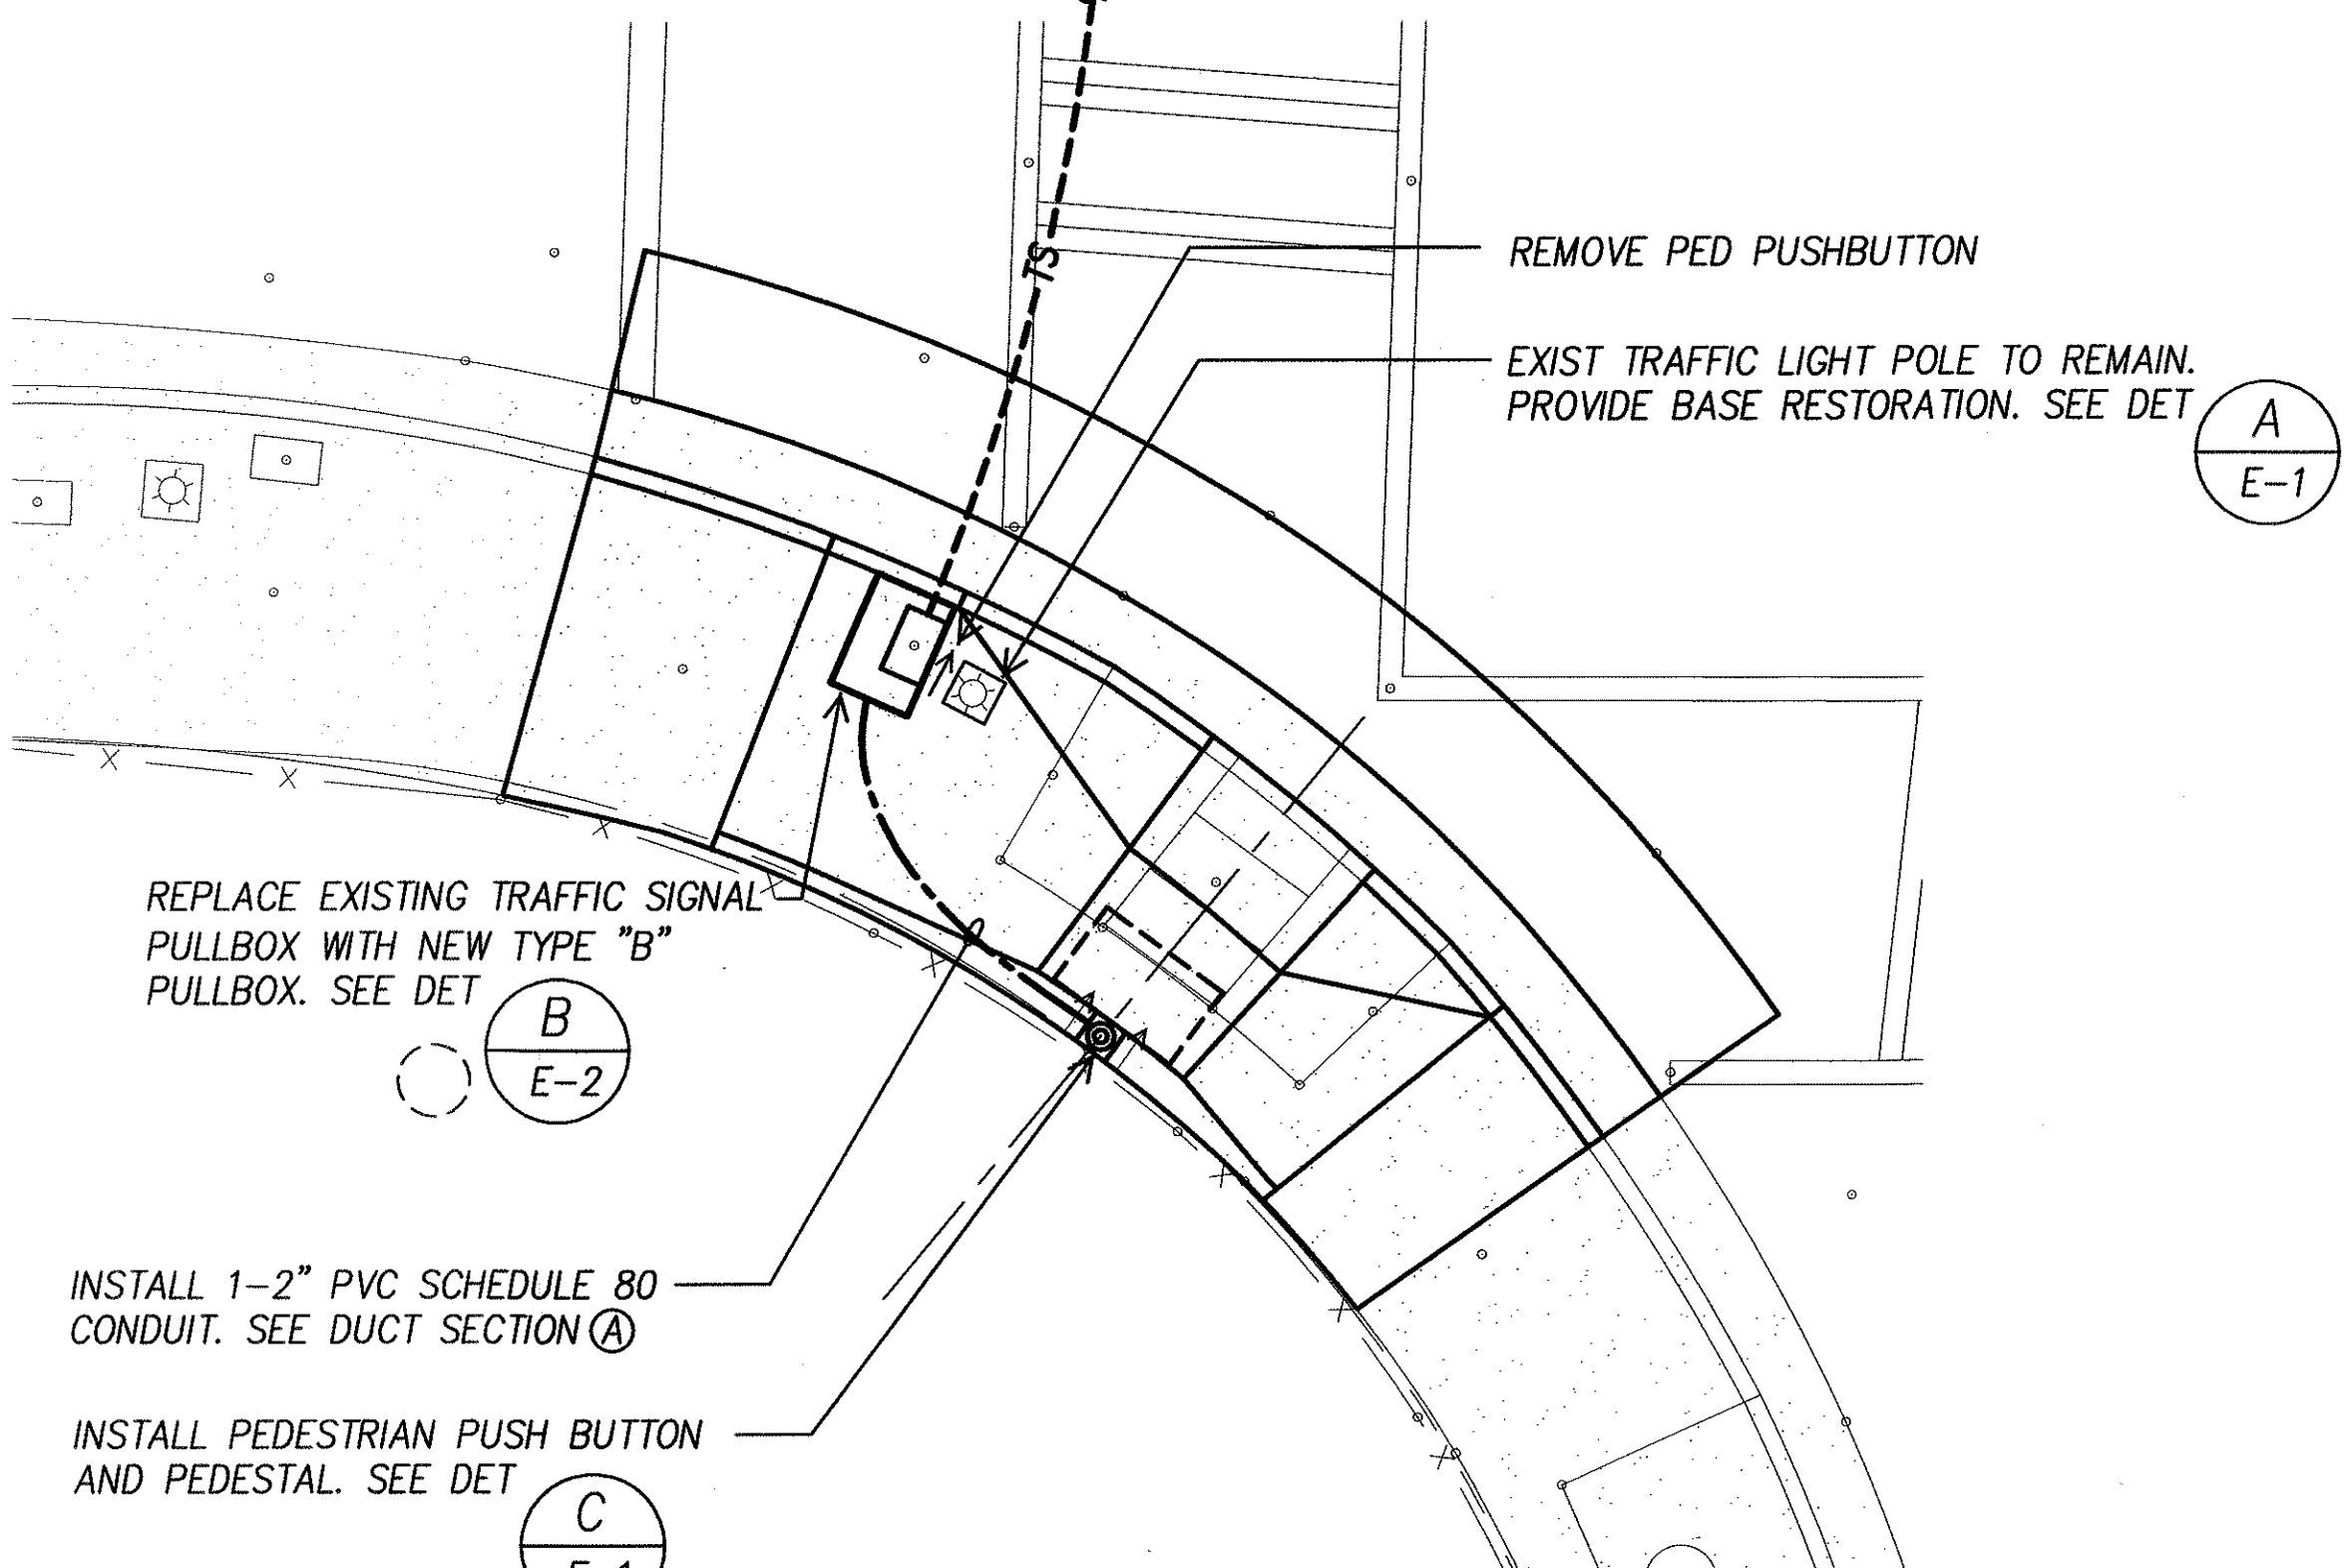 TS
REMOVE PED PUSHBUTTON
EXIST TRAFFIC LIGHT POLE TO REMAIN.
PROVIDE BASE RESTORATION. SEE DET
A
E-1
REPLACE EXISTING TRAFFIC SIGNAL
PULLBOX WITH NEW TYPE "B"
PULLBOX. SEE DET
B
E-2
INSTALL 1-2" PVC SCHEDULE 80
CONDUIT. SEE DUCT SECTION A
INSTALL PEDESTRIAN PUSH BUTTON
AND PEDESTAL. SEE DET
C